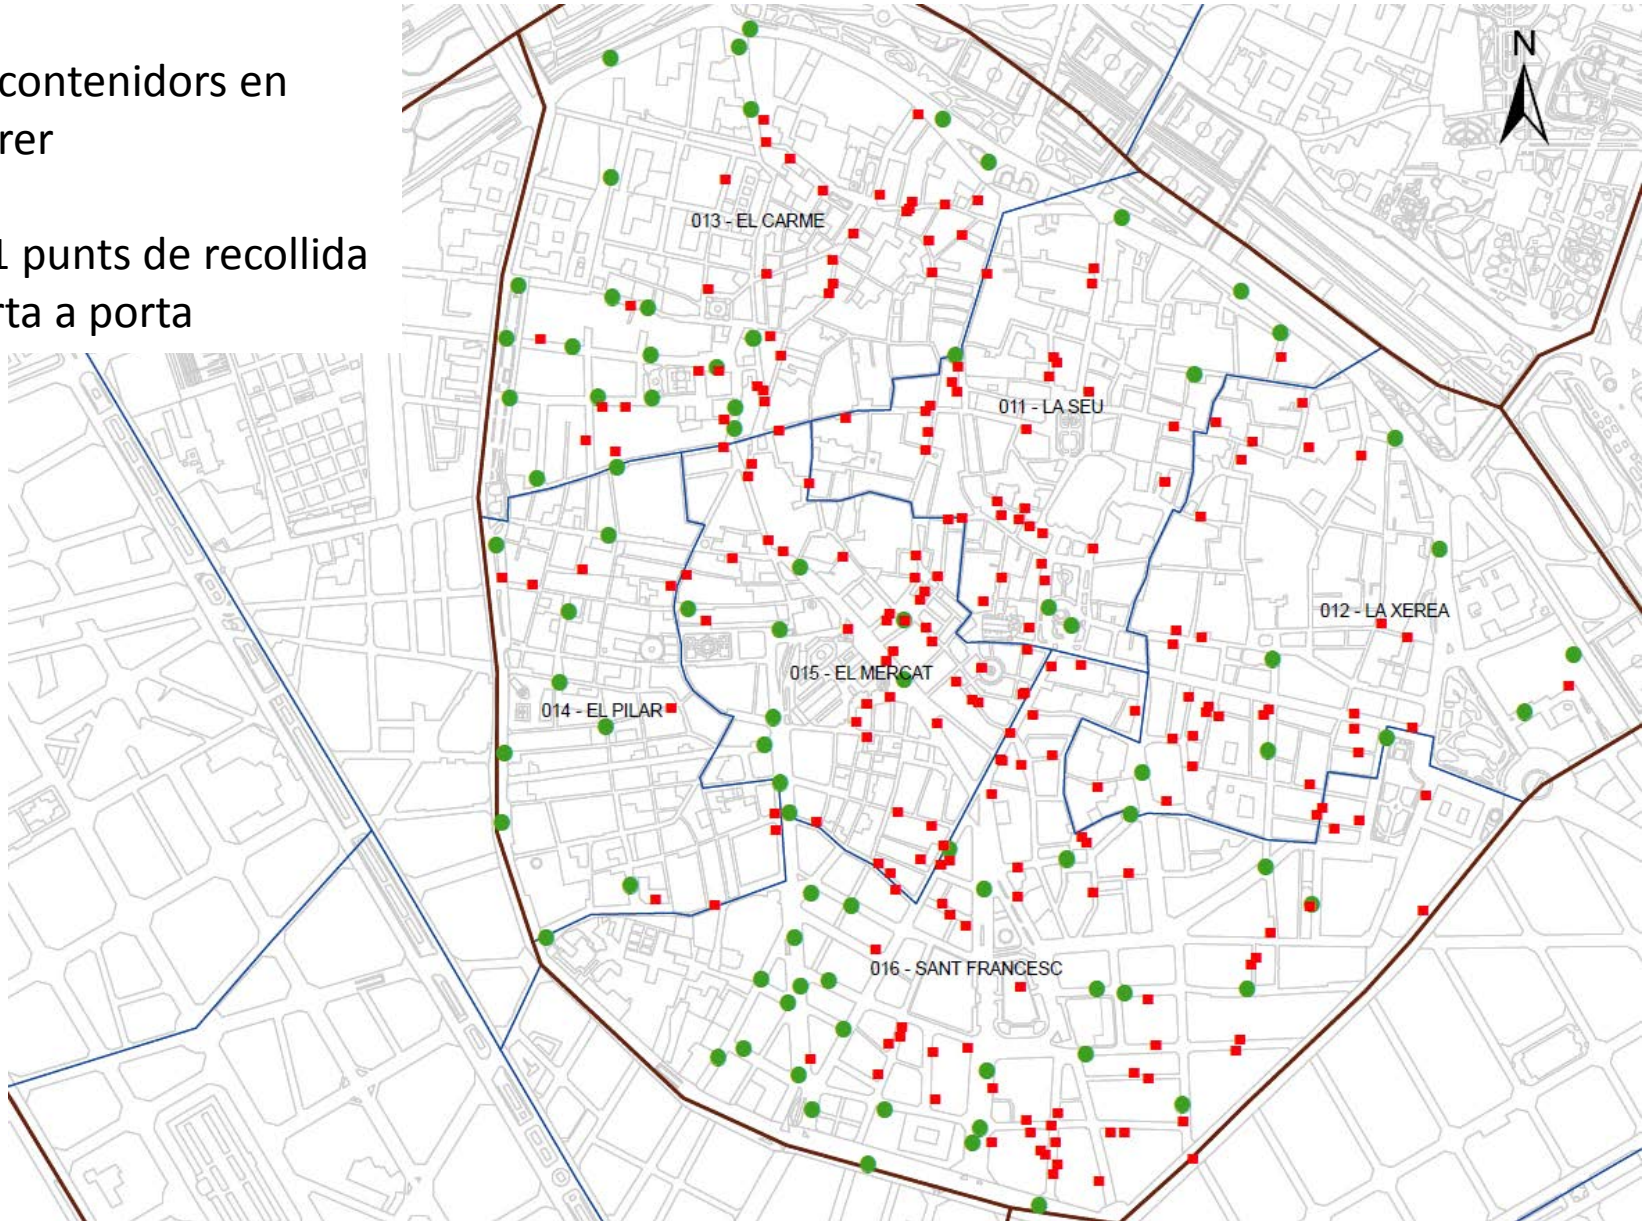 contenidors en
rer
1 punts de recollida
rta a porta
N
013 - EL CARME
011 - LA SEU
012 - LA XEREA
015 - EL MERCAT
014 - EL PILAR
016 - SANT FRANCESC